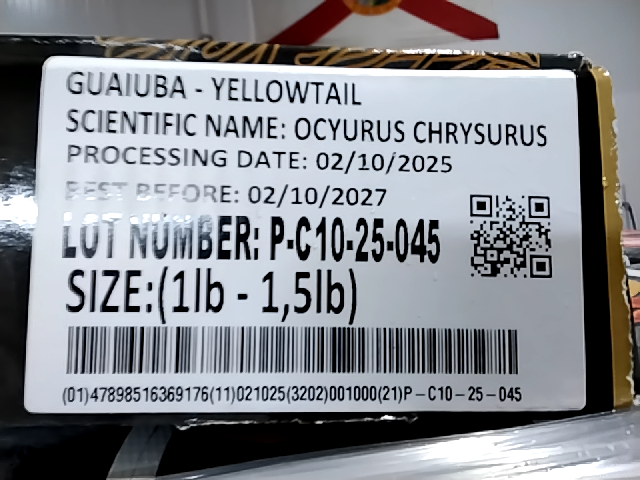 GUAIUBA - YELLOWTAIL
SCIENTIFIC NAME: OCYURUS CHRYSURUS
PROCESSING DATE: 02/10/2025
BEST BEFORE: 02/10/2027
LOT NUMBER: P-C10-25-045
SIZE:(1lb - 1,5lb)
(01)47898516369176(11)021025(3202)001000(21)P-C10-25-045